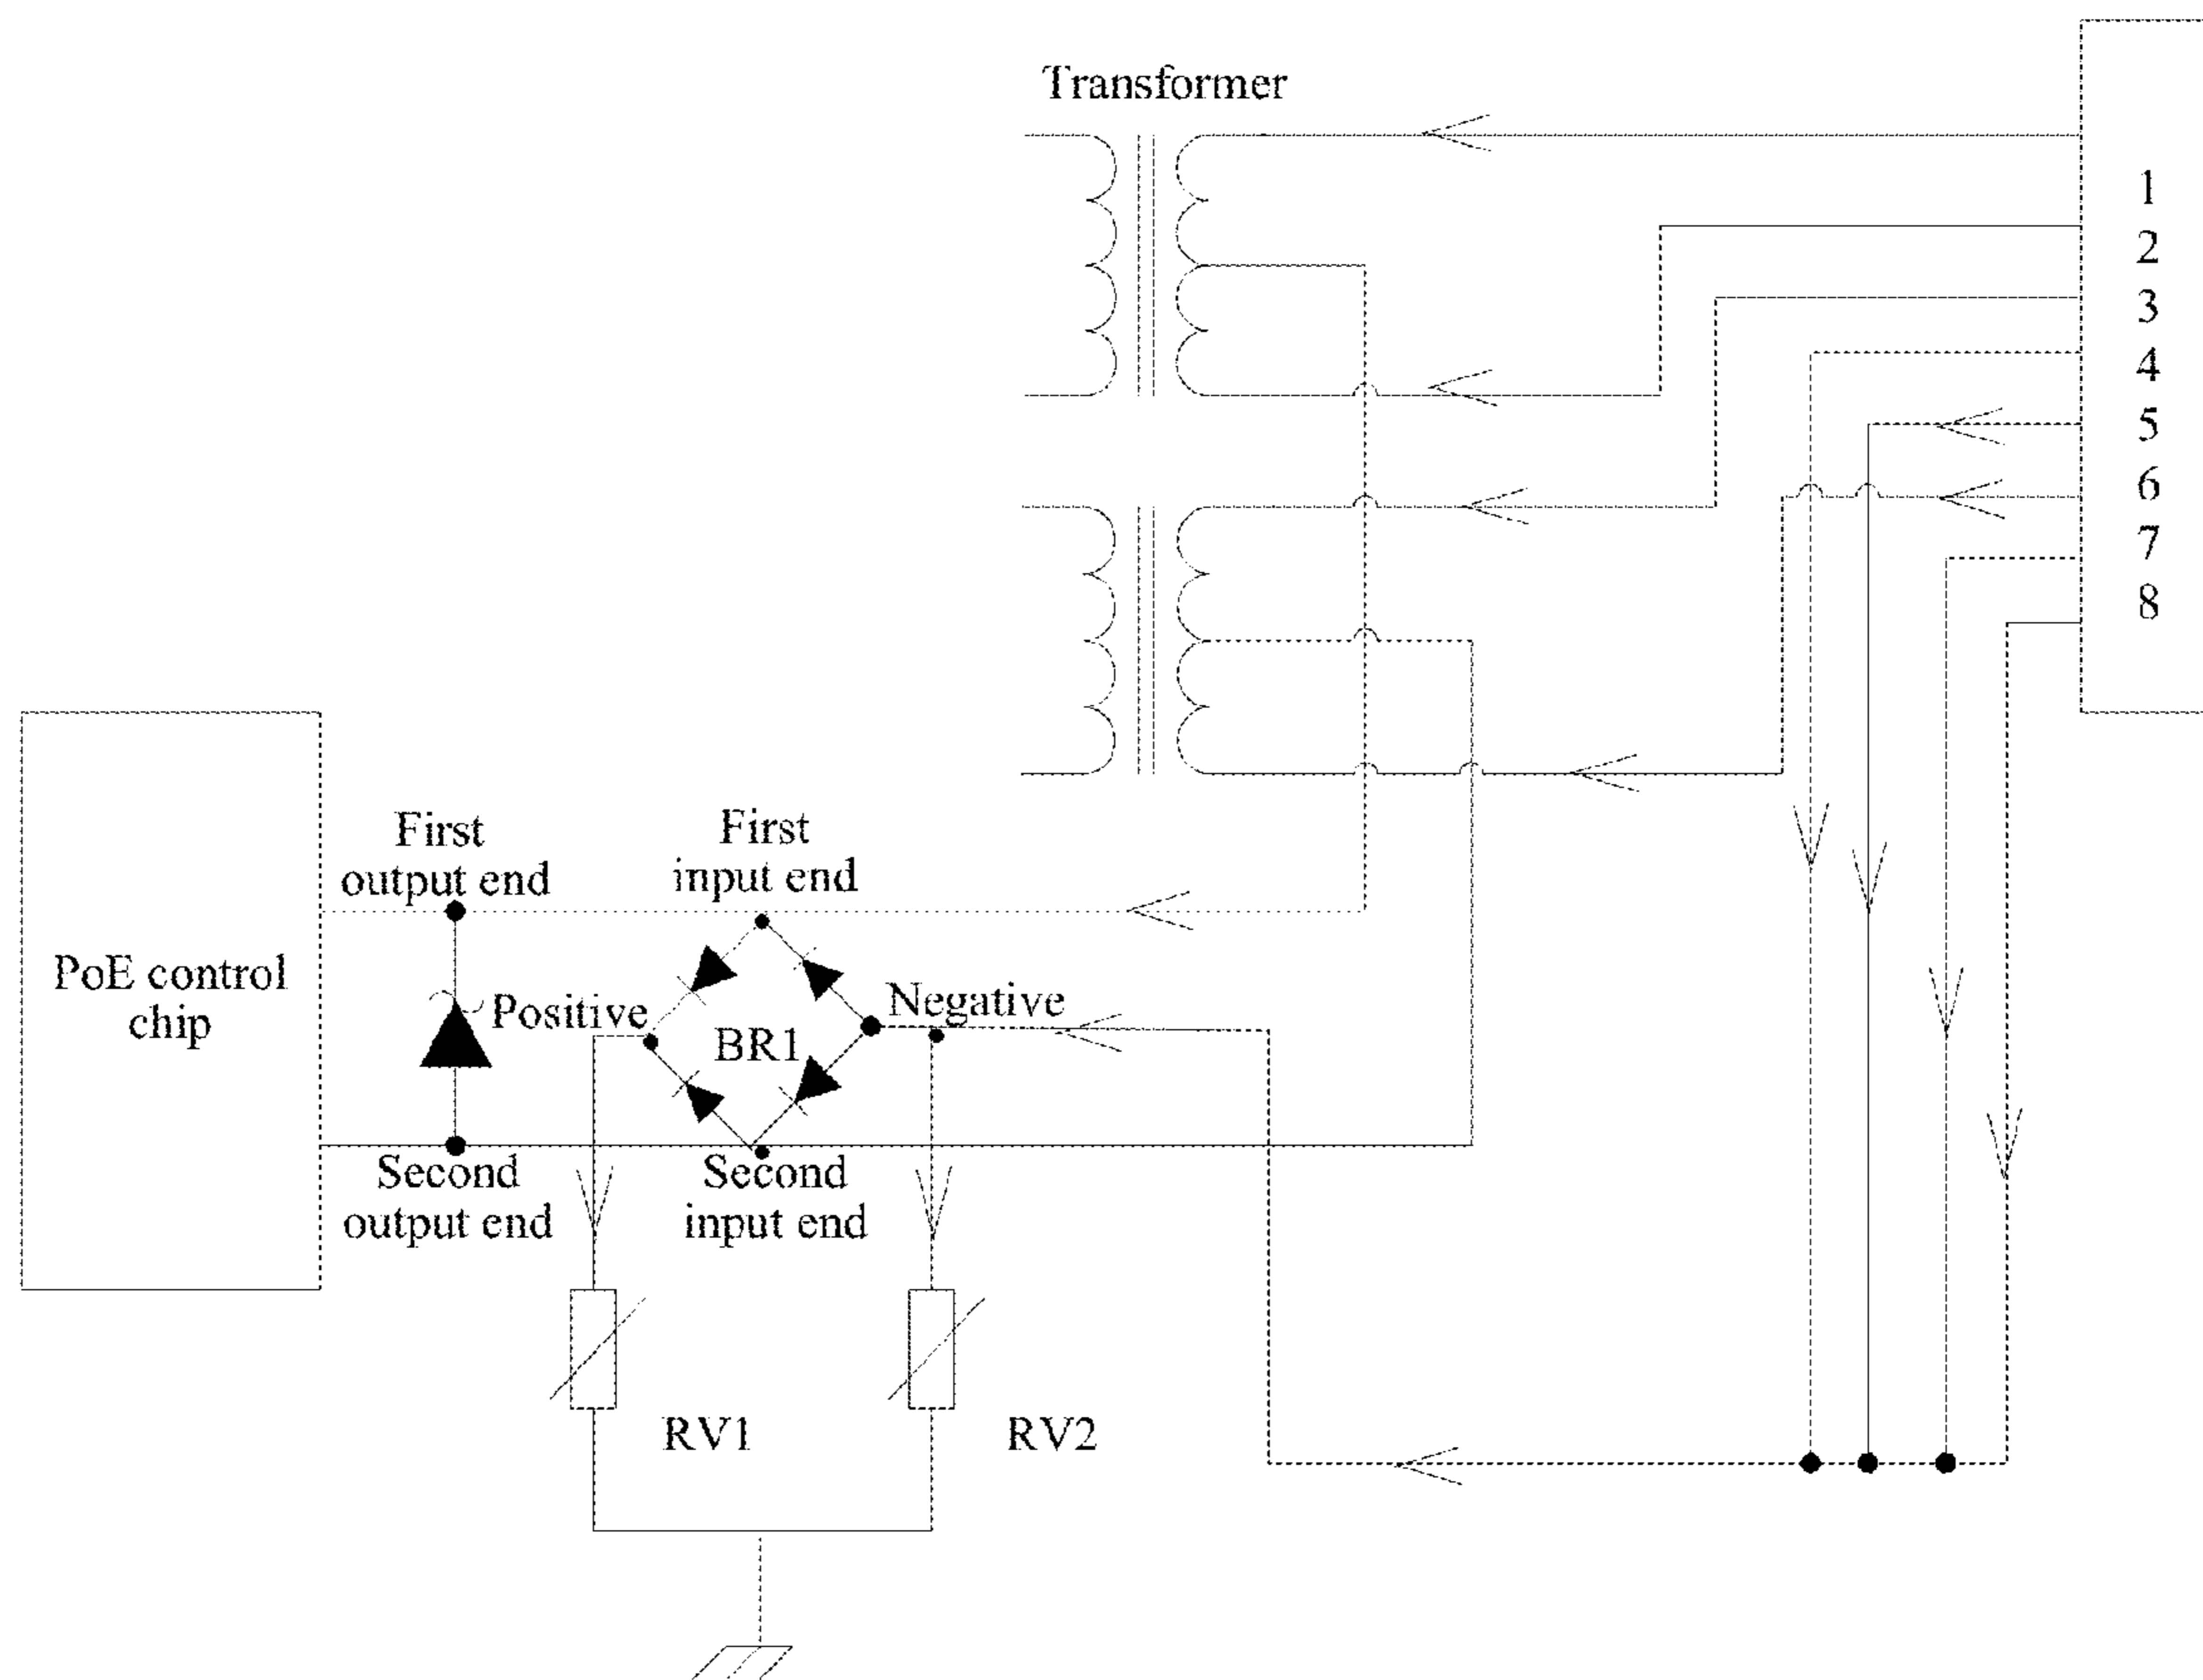 Transformer
1
2
3
4
5
6
7
8
First
output end
First
input end
PoE control
chip
Positive
Negative
BR1
Second
output end
Second
input end
RV1
RV2